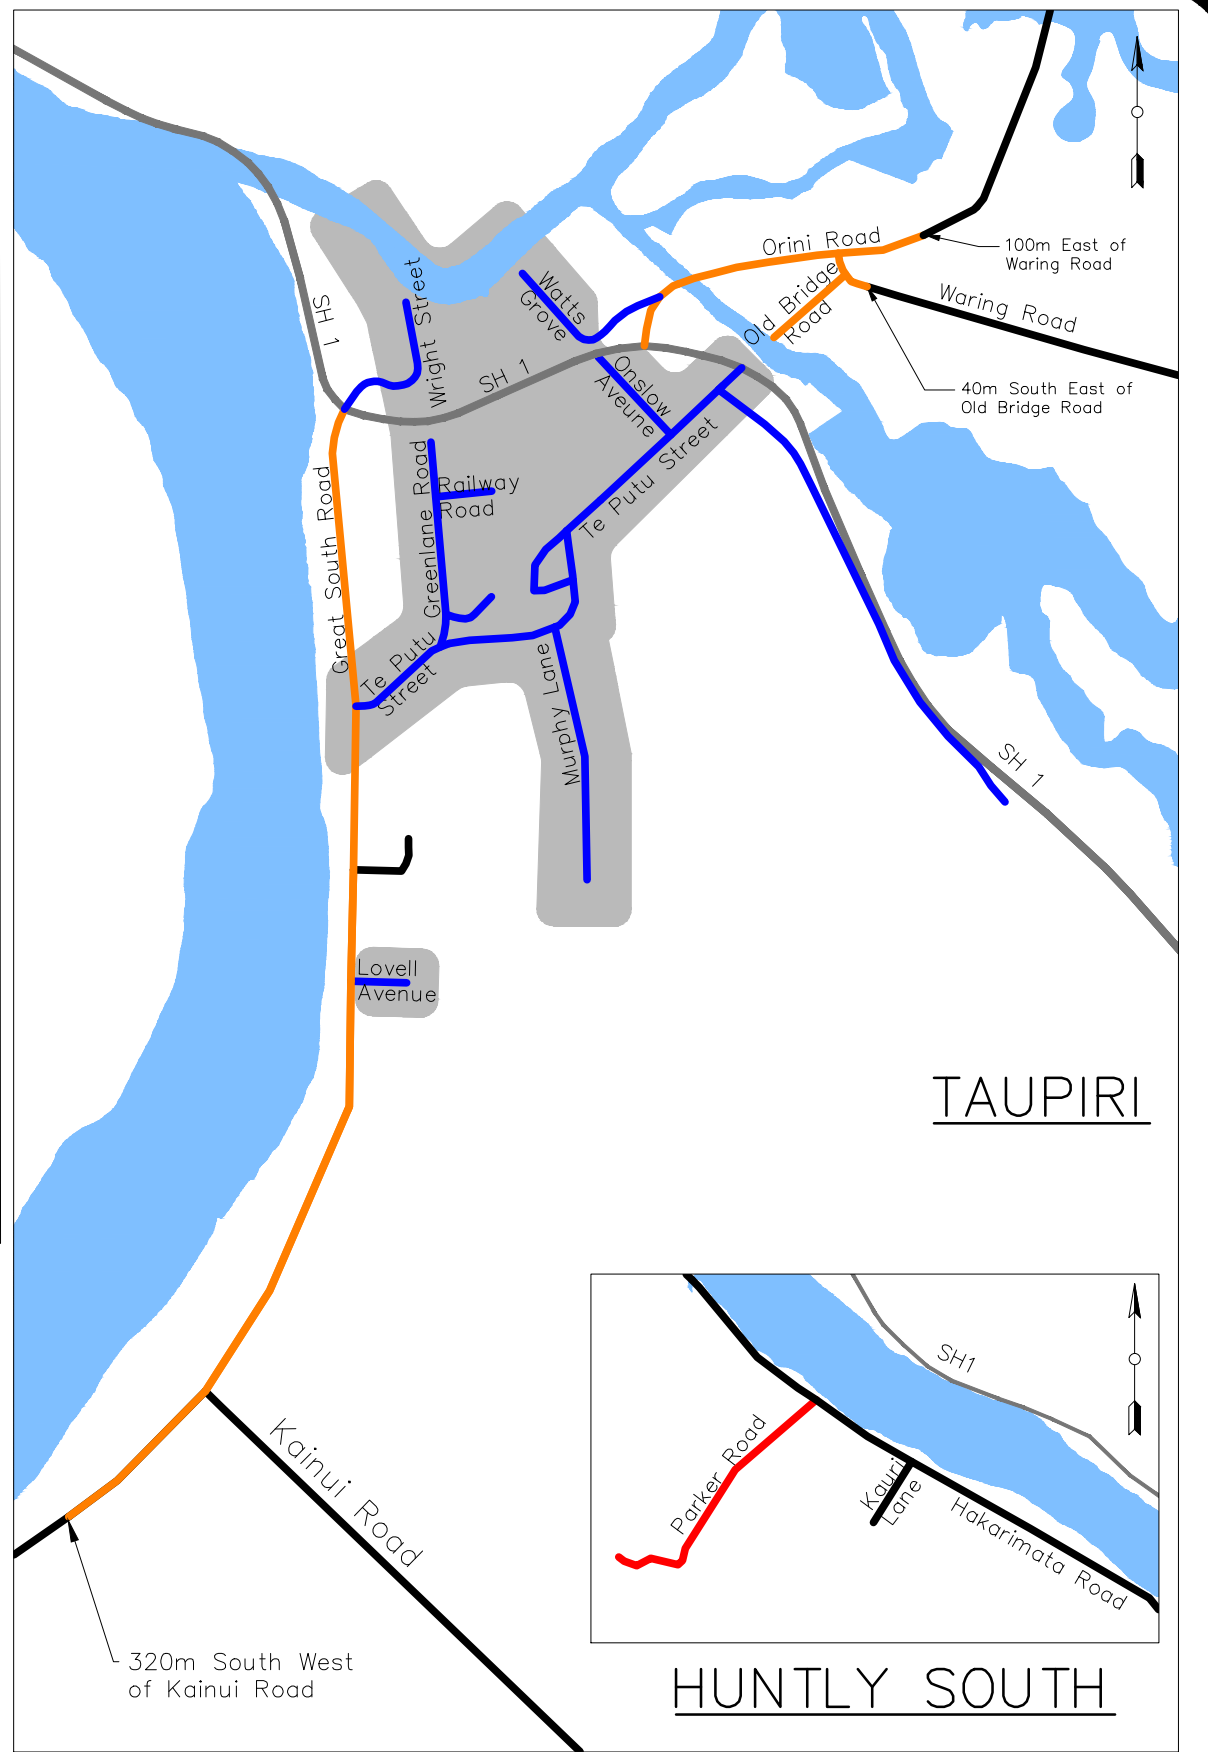 Orini Road
100m East of
Waring Road
Wright Street
Watts
Grove
Old Bridge
Road
Waring Road
SH 1
SH 1
Onslow
Aveune
40m South East of
Old Bridge Road
Great South Road
Greenlane Road
Railway
Road
Te Putu Street
Te Putu
Street
Murphy Lane
SH 1
Lovell
Avenue
TAUPIRI
Kainui Road
320m South West
of Kainui Road
SH1
Parker Road
Kauri
Lane
Hakarimata Road
HUNTLY SOUTH